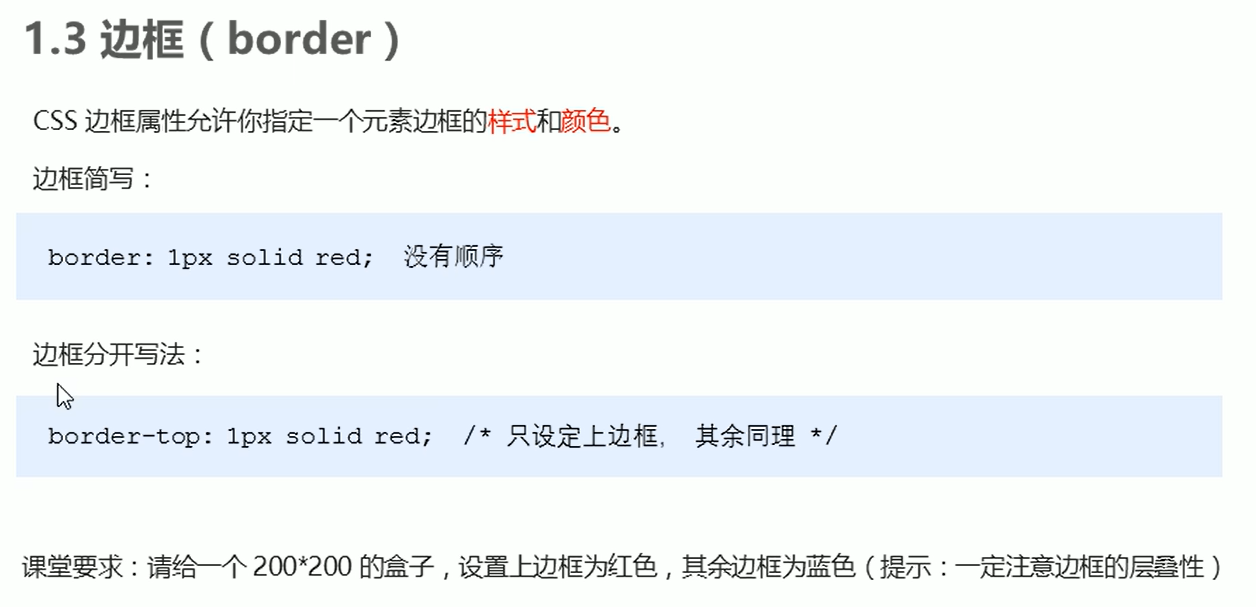 1.3 边框（border）
CSS 边框属性允许你指定一个元素边框的样式和颜色。
边框简写：
border: 1px solid red;  没有顺序
边框分开写法：
border-top: 1px solid red;  /* 只设定上边框, 其余同理 */
课堂要求：请给一个 200*200 的盒子，设置上边框为红色，其余边框为蓝色（提示：一定注意边框的层叠性）